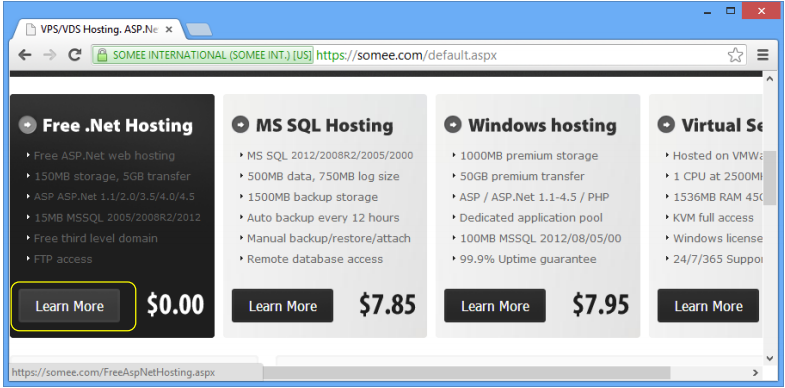 VPS/VDS Hosting. ASP.Ne
SOMEE INTERNATIONAL (SOMEE INT.) [US] https://somee.com/default.aspx
Free .Net Hosting
Free ASP.Net web hosting
150MB storage, 5GB transfer
ASP ASP.Net 1.1/2.0/3.5/4.0/4.5
15MB MSSQL 2005/2008R2/2012
Free third level domain
FTP access
Learn More $0.00
MS SQL Hosting
MS SQL 2012/2008R2/2005/2000
500MB data, 750MB log size
1500MB backup storage
Auto backup every 12 hours
Manual backup/restore/attach
Remote database access
Learn More $7.85
Windows hosting
1000MB premium storage
50GB premium transfer
ASP / ASP.Net 1.1-4.5 / PHP
Dedicated application pool
100MB MSSQL 2012/08/05/00
99.9% Uptime guarantee
Learn More $7.95
Virtual Se
Hosted on VMWa
1 CPU at 2500MH
1536MB RAM 45G
KVM full access
Windows license
24/7/365 Suppor
Learn More
https://somee.com/FreeAspNetHosting.aspx